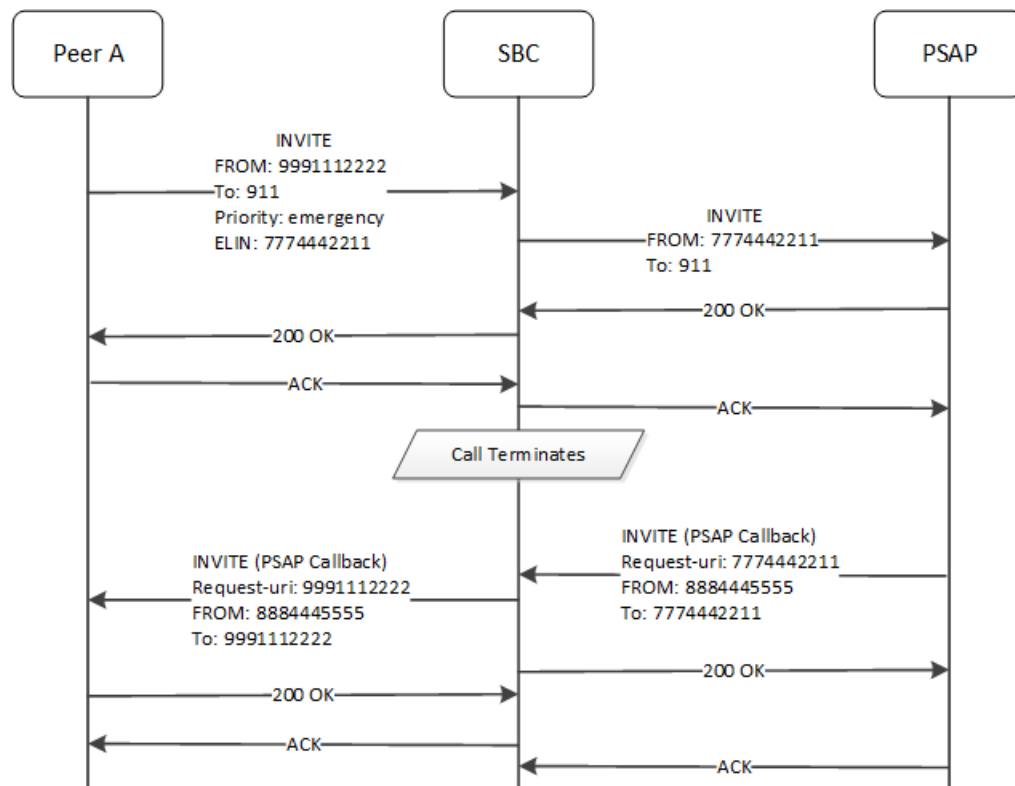 Peer A
SBC
PSAP
INVITE
FROM: 9991112222
To: 911
Priority: emergency
ELIN: 7774442211
INVITE
FROM: 7774442211
To: 911
200 OK
200 OK
ACK
ACK
Call Terminates
INVITE (PSAP Callback)
Request-uri: 7774442211
FROM: 8884445555
To: 7774442211
INVITE (PSAP Callback)
Request-uri: 9991112222
FROM: 8884445555
To: 9991112222
200 OK
200 OK
ACK
ACK